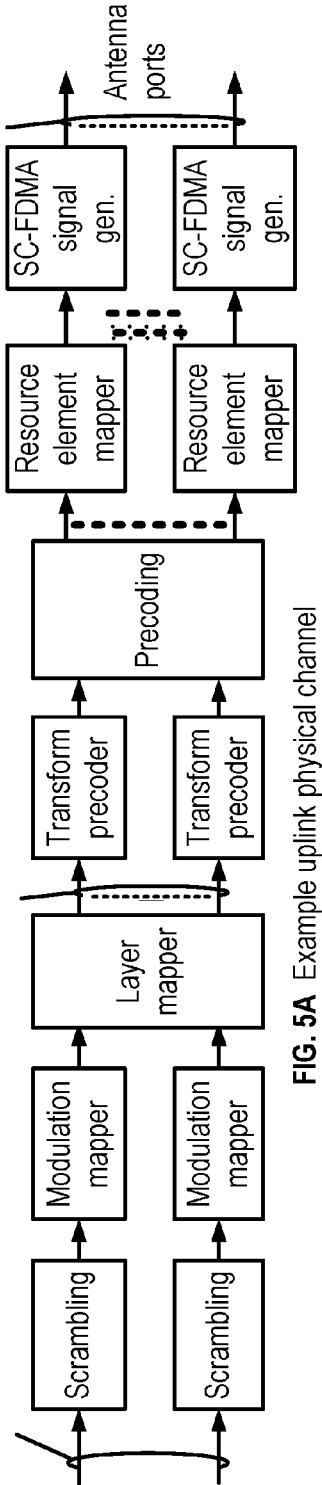 Scrambling
Scrambling
Modulation
mapper
Modulation
mapper
Layer
mapper
Transform
precoder
Transform
precoder
Precoding
Resource
element
mapper
Resource
element
mapper
SC-FDMA
signal
gen.
SC-FDMA
signal
gen.
Antenna
ports
FIG. 5A Example uplink physical channel